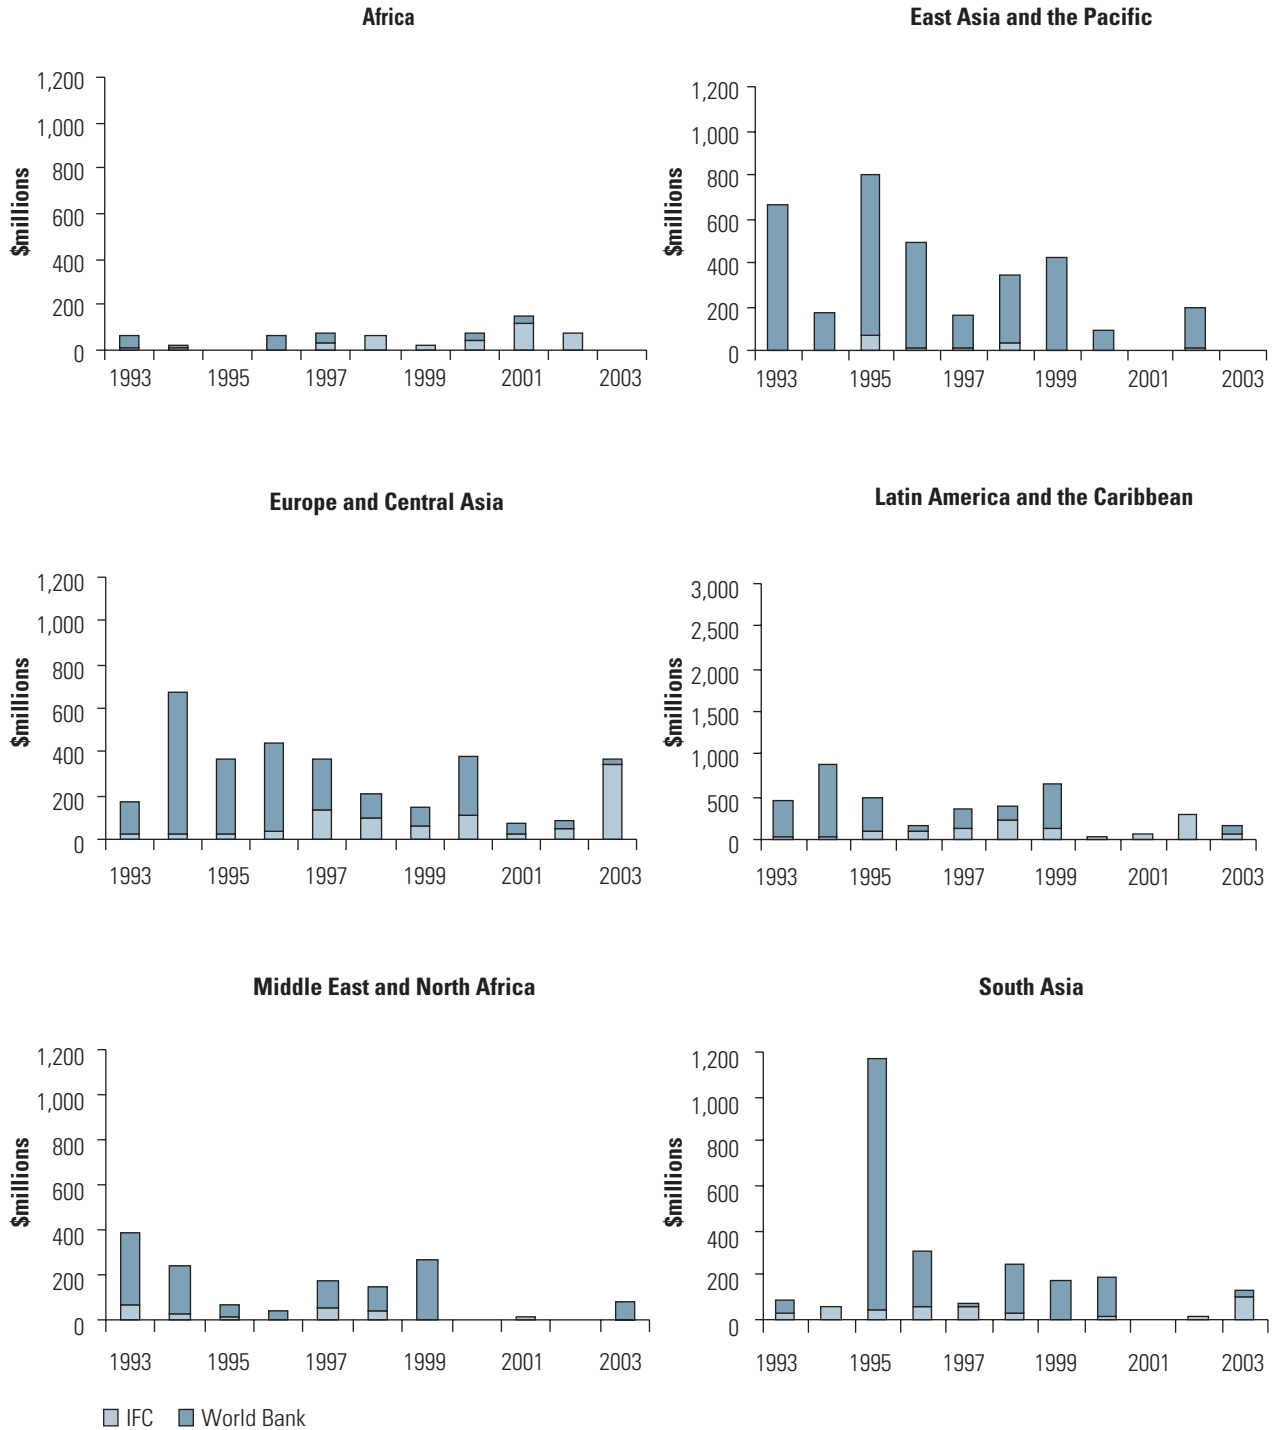 Africa
1,200
1,000
800
600
400
200
0
$millions
1993 1995 1997 1999 2001 2003
East Asia and the Pacific
1,200
1,000
800
600
400
200
0
$millions
1993 1995 1997 1999 2001 2003
Europe and Central Asia
1,200
1,000
800
600
400
200
0
$millions
1993 1995 1997 1999 2001 2003
Latin America and the Caribbean
3,000
2,500
2,000
1,500
1,000
500
0
$millions
1993 1995 1997 1999 2001 2003
Middle East and North Africa
1,200
1,000
800
600
400
200
0
$millions
1993 1995 1997 1999 2001 2003
South Asia
1,200
1,000
800
600
400
200
0
$millions
1993 1995 1997 1999 2001 2003
IFC World Bank